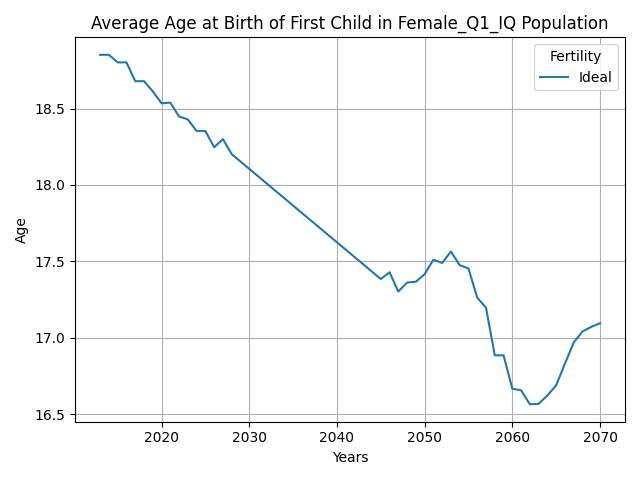 Average Age at Birth of First Child in Female_Q1_IQ Population
Fertility
Ideal
18.5
18.0
17.5
17.0
16.5
Age
2020 2030 2040 2050 2060 2070
Years